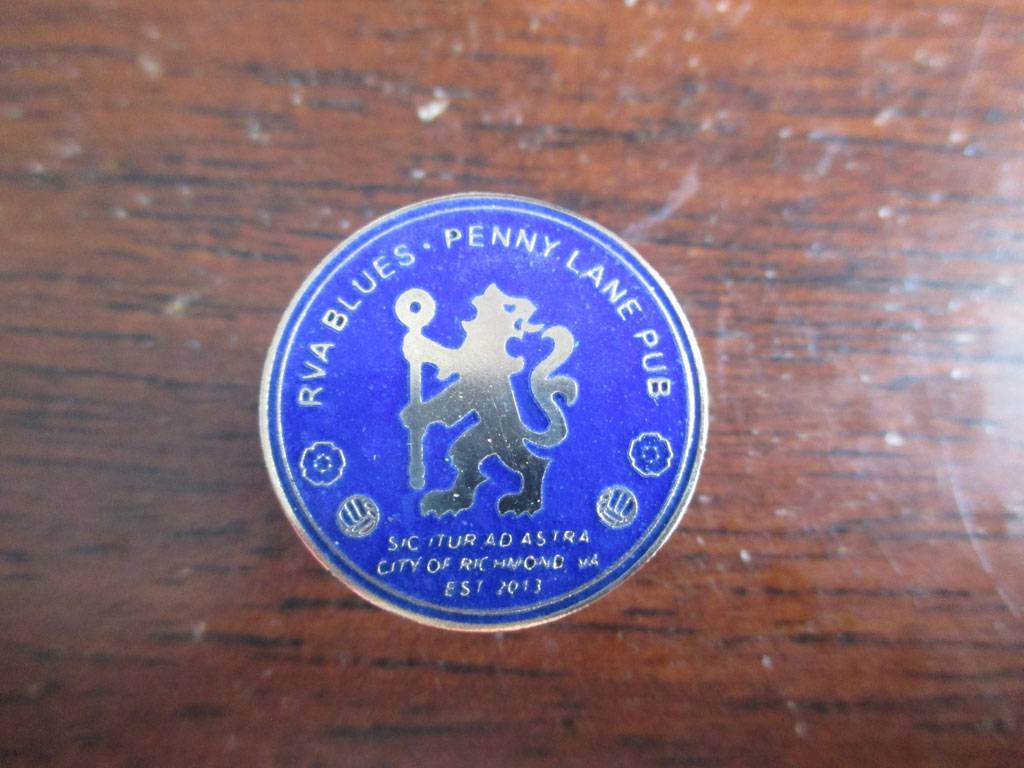 RVA BLUES · PENNY LANE PUB
SIC ITUR AD ASTRA
CITY OF RICHMOND VA
EST 2013